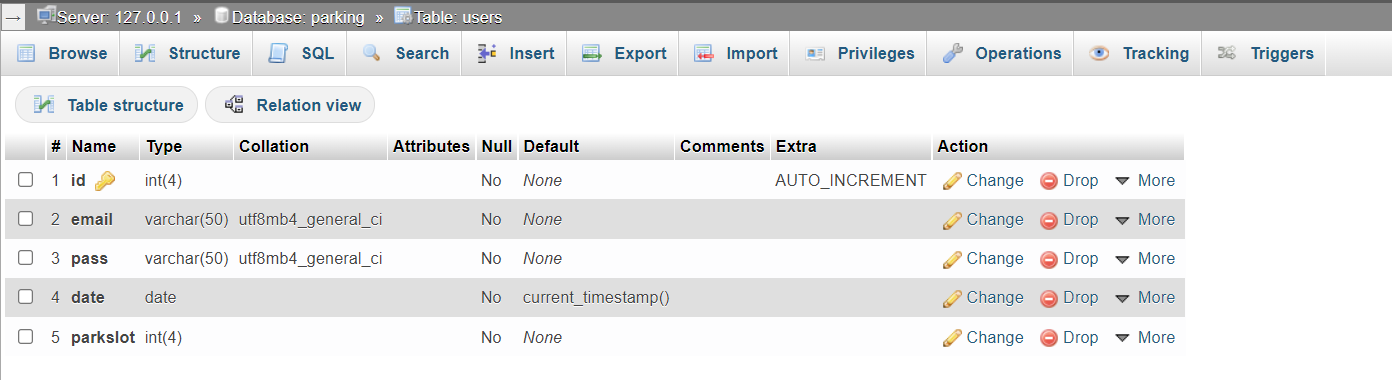 Server: 127.0.0.1 » Database: parking » Table: users
Browse Structure SQL Search Insert Export Import Privileges Operations Tracking Triggers
Table structure Relation view
# Name Type Collation Attributes Null Default Comments Extra Action
1 id int(4) No None AUTO_INCREMENT Change Drop More
2 email varchar(50) utf8mb4_general_ci No None Change Drop More
3 pass varchar(50) utf8mb4_general_ci No None Change Drop More
4 date date No current_timestamp() Change Drop More
5 parkslot int(4) No None Change Drop More